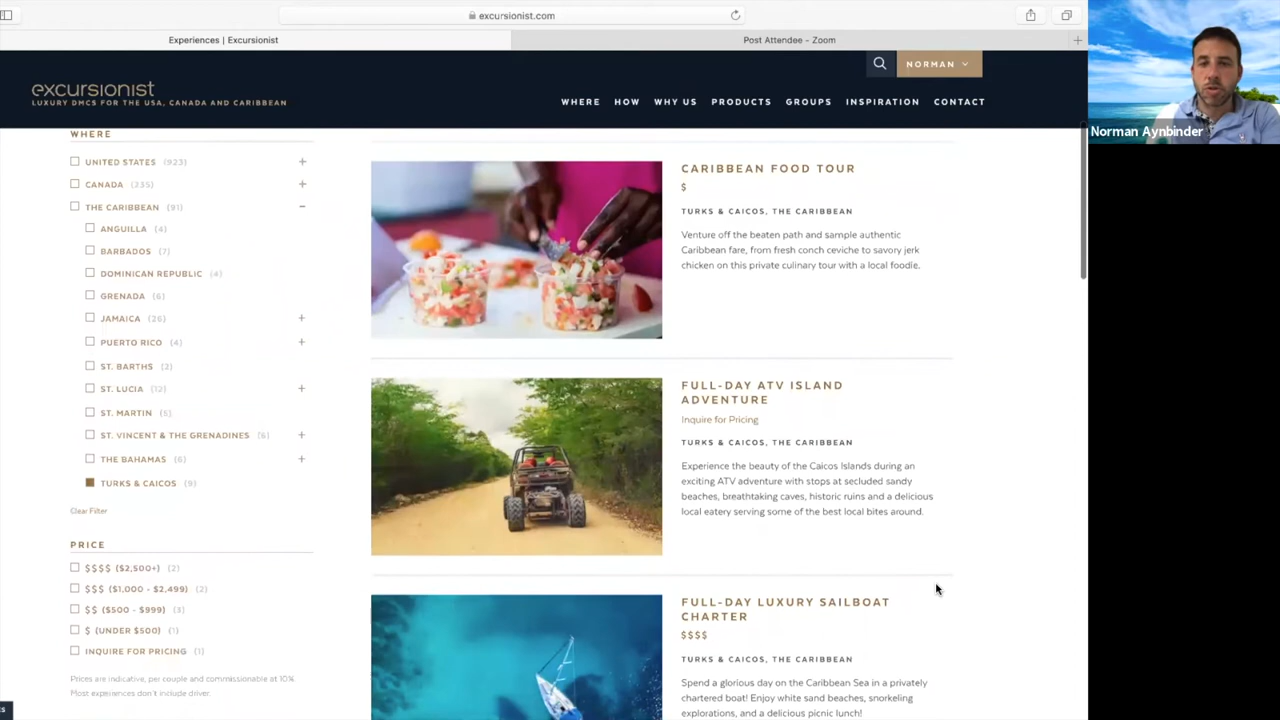 excursionist.com
Experiences | Excursionist
Post Attendee - Zoom
NORMAN
excursionist
LUXURY DMCS FOR THE USA, CANADA AND CARIBBEAN
WHERE HOW WHY US PRODUCTS GROUPS INSPIRATION CONTACT
Norman Aynbinder
WHERE
UNITED STATES (923)
CANADA (235)
THE CARIBBEAN (91)
ANGUILLA (4)
BARBADOS (7)
DOMINICAN REPUBLIC (4)
GRENADA (6)
JAMAICA (26)
PUERTO RICO (4)
ST. BARTHS (2)
ST. LUCIA (12)
ST. MARTIN (5)
ST. VINCENT & THE GRENADINES (6)
THE BAHAMAS (6)
TURKS & CAICOS (9)
Clear Filter
PRICE
$$$$ ($2,500+) (2)
$$$ ($1,000 - $2,499) (2)
$$ ($500 - $999) (3)
$ (UNDER $500) (1)
INQUIRE FOR PRICING (1)
Prices are indicative, per couple and commissionable at 10%.
Most experiences don't include driver.
CARIBBEAN FOOD TOUR
$
TURKS & CAICOS, THE CARIBBEAN
Venture off the beaten path and sample authentic
Caribbean fare, from fresh conch ceviche to savory jerk
chicken on this private culinary tour with a local foodie.
FULL-DAY ATV ISLAND
ADVENTURE
Inquire for Pricing
TURKS & CAICOS, THE CARIBBEAN
Experience the beauty of the Caicos Islands during an
exciting ATV adventure with stops at secluded sandy
beaches, breathtaking caves, historic ruins and a delicious
local eatery serving some of the best local bites around.
FULL-DAY LUXURY SAILBOAT
CHARTER
$$$$
TURKS & CAICOS, THE CARIBBEAN
Spend a glorious day on the Caribbean Sea in a privately
chartered boat! Enjoy white sand beaches, snorkeling
explorations, and a delicious picnic lunch!